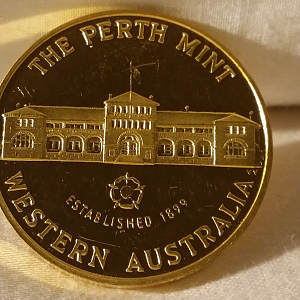 THE PERTH MINT
ESTABLISHED 1899
WESTERN AUSTRALIA